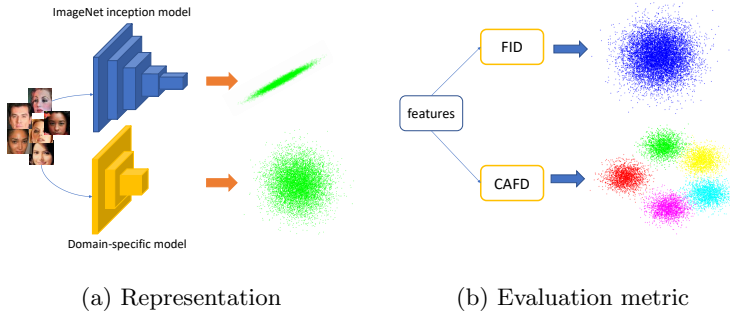 ImageNet inception model
Domain-specific model
(a) Representation
features
FID
CAFD
(b) Evaluation metric